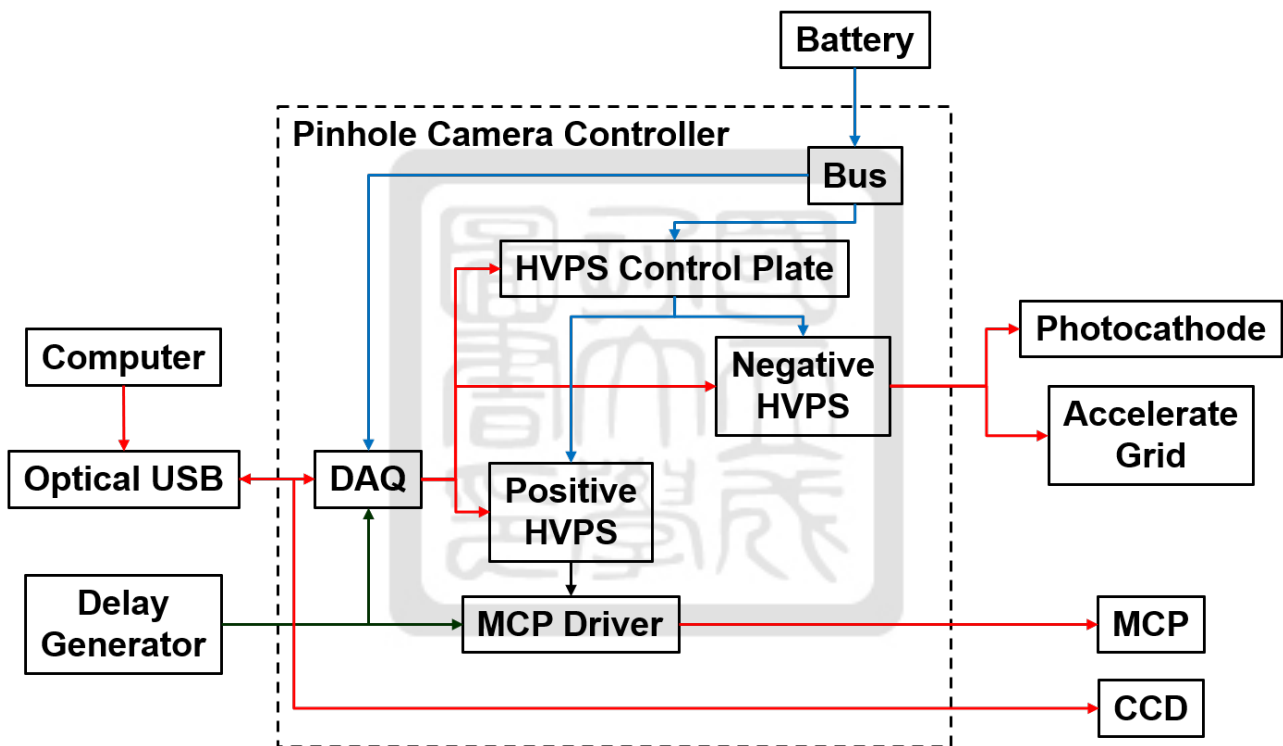 Battery
Pinhole Camera Controller
Bus
HVPS Control Plate
Photocathode
Computer
Negative
HVPS
Accelerate
Grid
Optical USB
DAQ
Positive
HVPS
Delay
Generator
MCP Driver
MCP
CCD